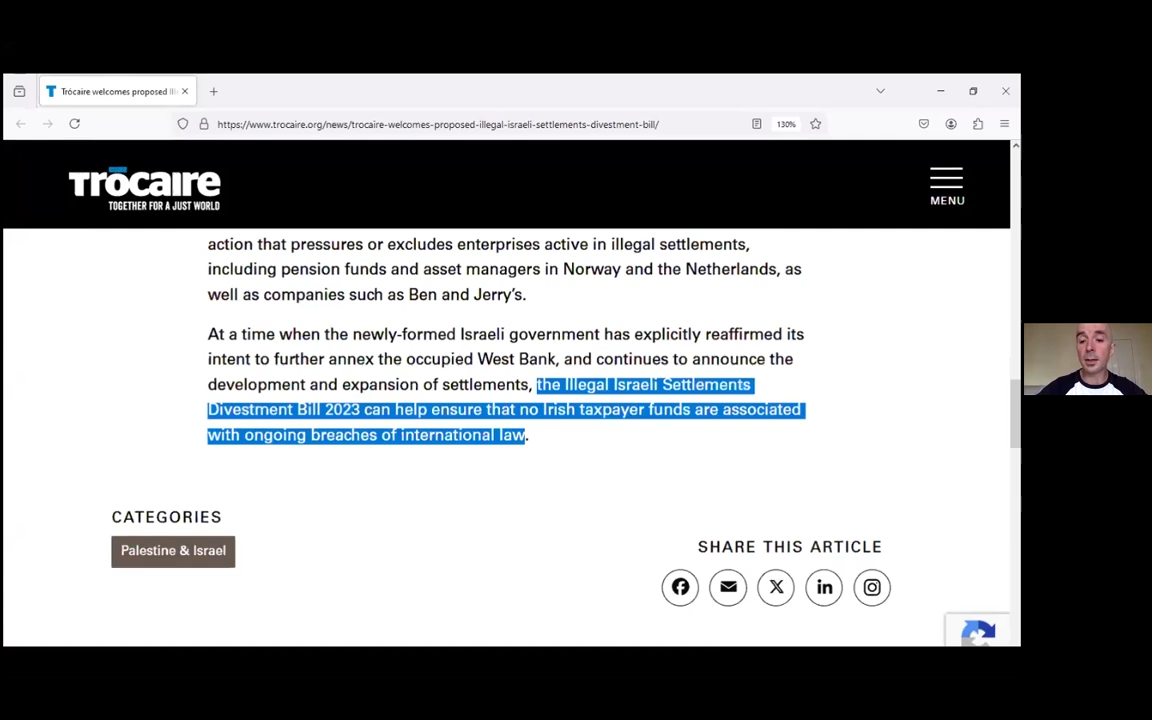 Trócaire welcomes proposed Ill
https://www.trocaire.org/news/trocaire-welcomes-proposed-illegal-israeli-settlements-divestment-bill/
130%
trócaire
TOGETHER FOR A JUST WORLD
MENU
action that pressures or excludes enterprises active in illegal settlements,
including pension funds and asset managers in Norway and the Netherlands, as
well as companies such as Ben and Jerry’s.
At a time when the newly-formed Israeli government has explicitly reaffirmed its
intent to further annex the occupied West Bank, and continues to announce the
development and expansion of settlements, the Illegal Israeli Settlements
Divestment Bill 2023 can help ensure that no Irish taxpayer funds are associated
with ongoing breaches of international law.
CATEGORIES
Palestine & Israel
SHARE THIS ARTICLE